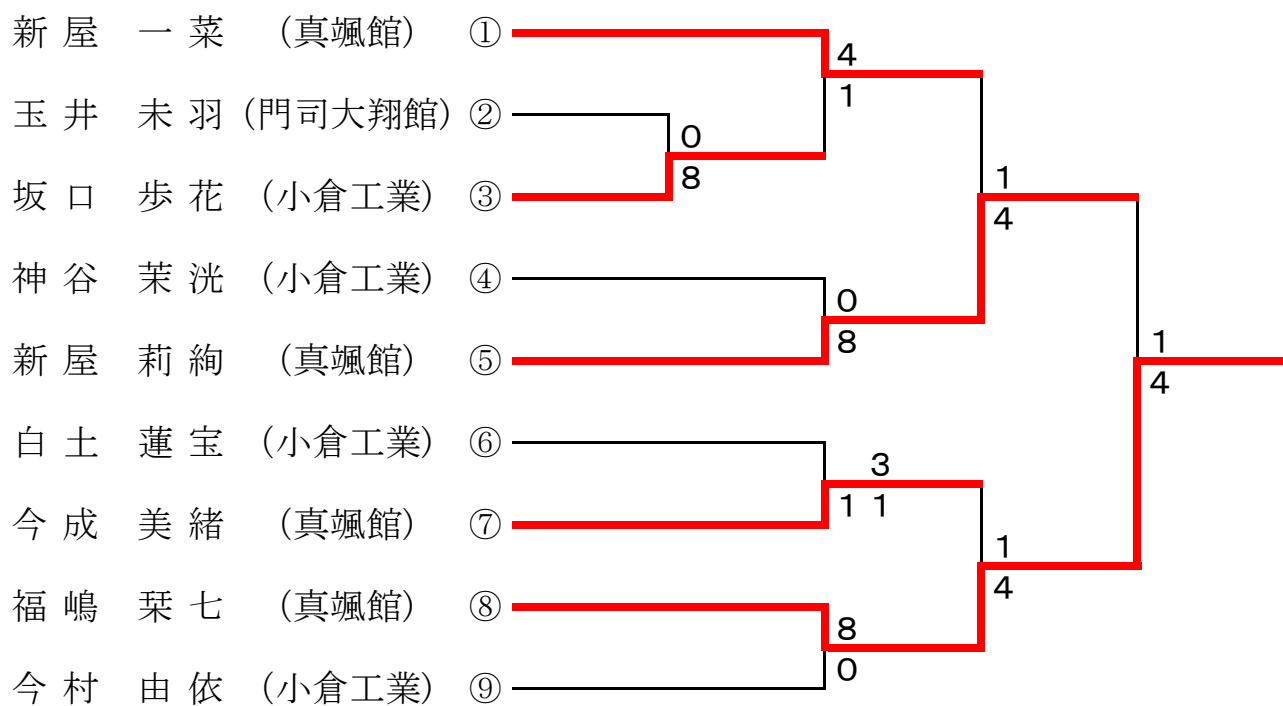 新屋 一菜 （真颯館） ①
4
玉井 未羽（門司大翔館） ②
1
0
坂口 歩花 （小倉工業） ③
8
1
4
神谷 茉洸 （小倉工業） ④
0
新屋 莉絢 （真颯館） ⑤
8
1
4
白土 蓮宝 （小倉工業） ⑥
3
今成 美緒 （真颯館） ⑦
1 1
1
福嶋 栞七 （真颯館） ⑧
4
8
今村 由依 （小倉工業） ⑨
0